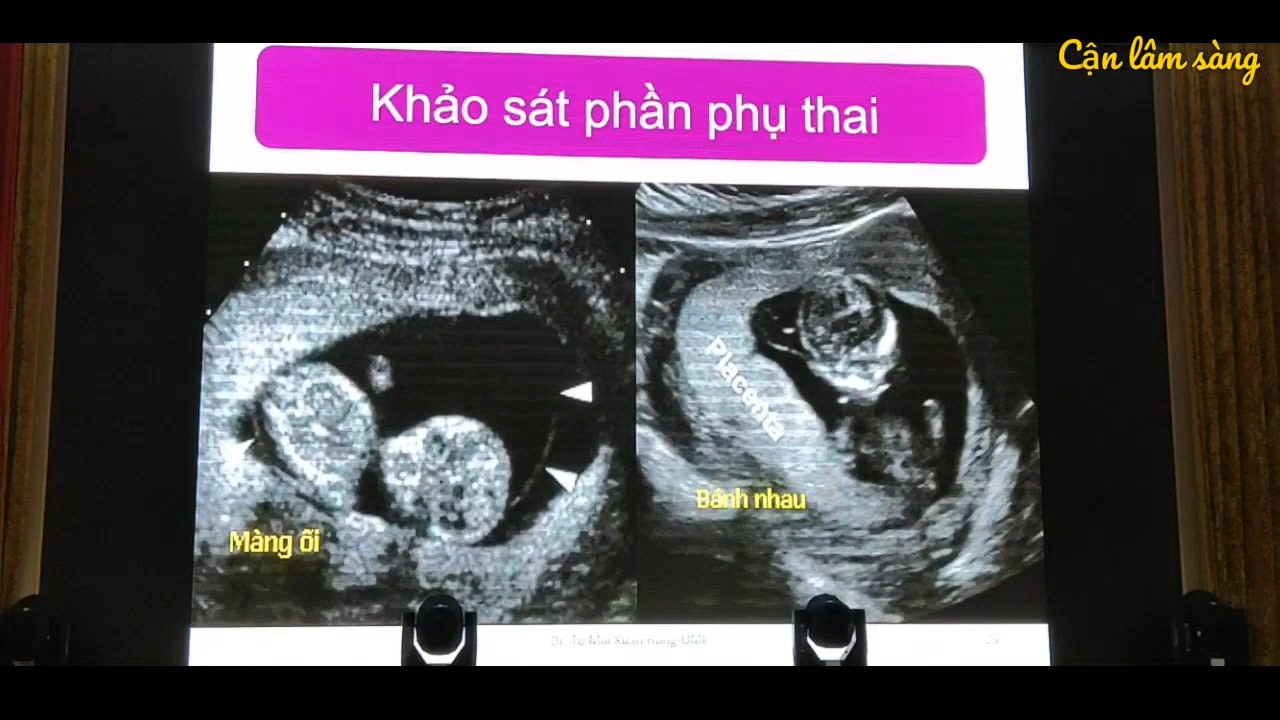 Cận lâm sàng
Khảo sát phần phụ thai
Placenta
Bánh nhau
Màng ối